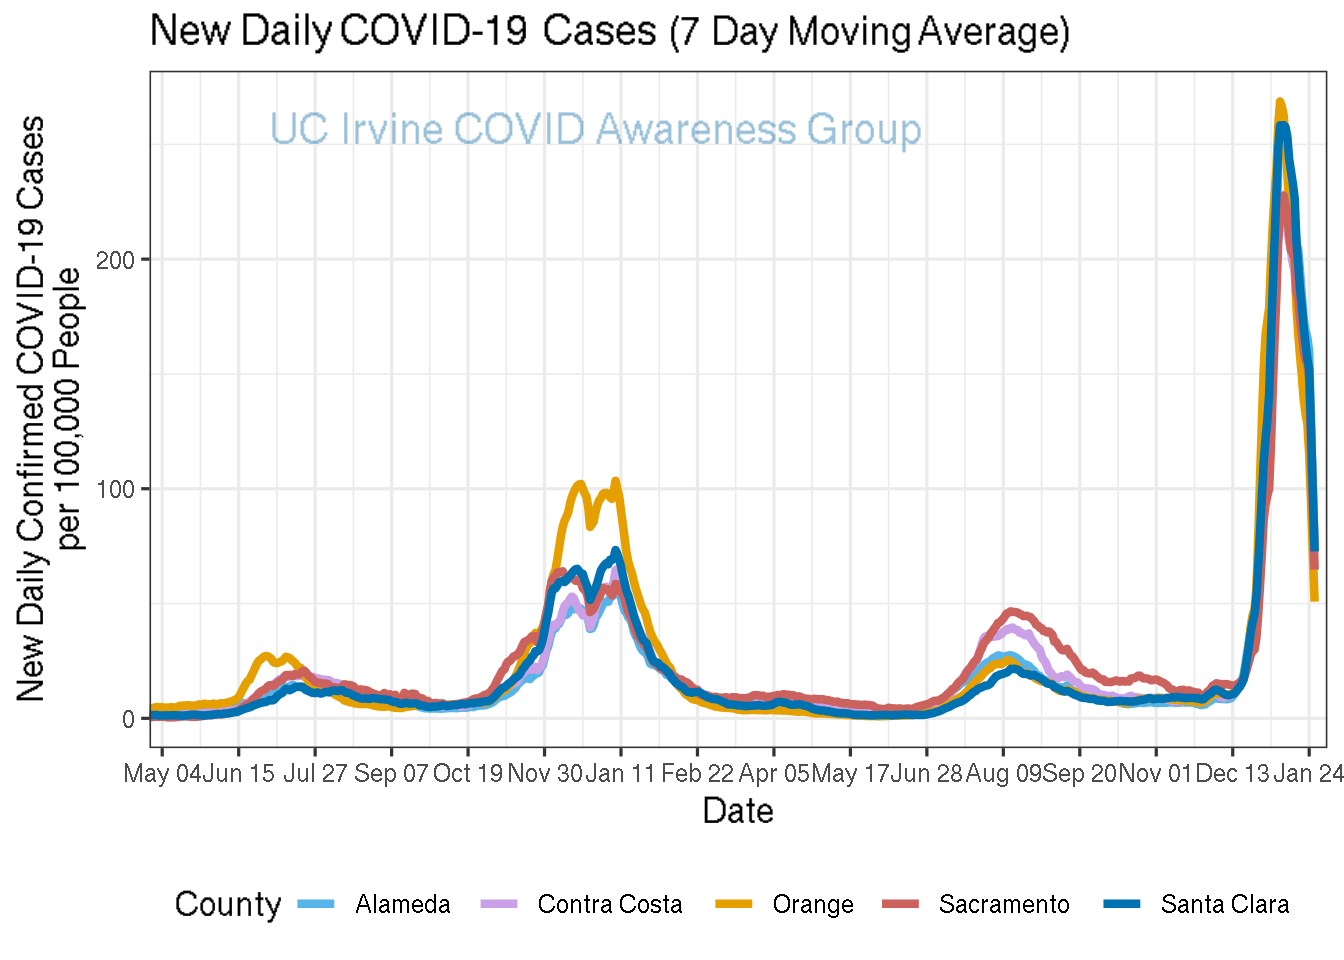 New Daily COVID-19 Cases (7 Day Moving Average)
UC Irvine COVID Awareness Group
New Daily Confirmed COVID-19 Cases
per 100,000 People
200
100
0
May 04 Jun 15 Jul 27 Sep 07 Oct 19 Nov 30 Jan 11 Feb 22 Apr 05 May 17 Jun 28 Aug 09 Sep 20 Nov 01 Dec 13 Jan 24
Date
County Alameda Contra Costa Orange Sacramento Santa Clara